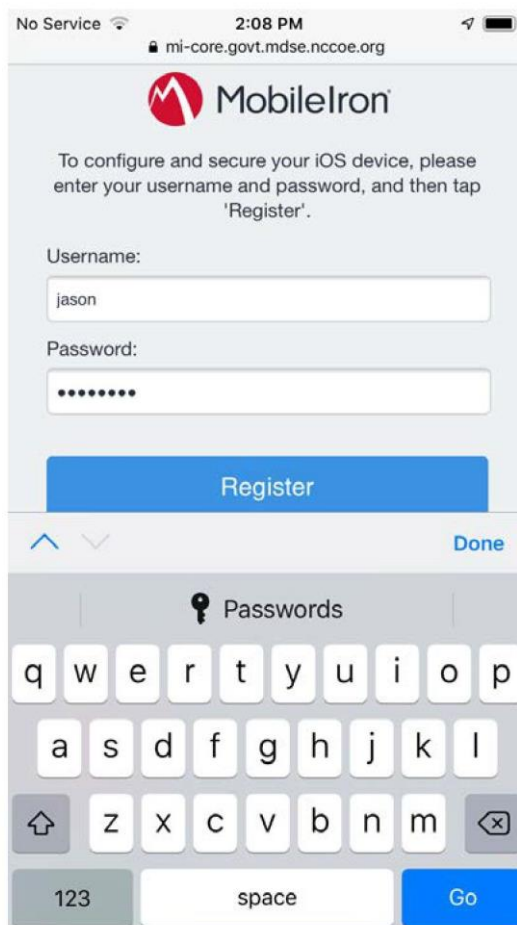 No Service 2:08 PM
mi-core.govt.mdse.nccoe.org
MobileIron
To configure and secure your iOS device, please
enter your username and password, and then tap
'Register'.
Username:
jason
Password:
••••••••
Register
Done
Passwords
q w e r t y u i o p
a s d f g h j k l
z x c v b n m
123 space Go